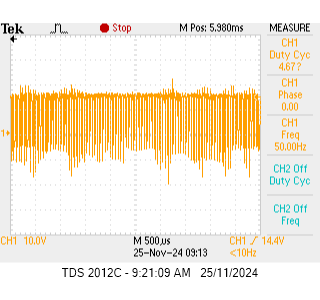 Tek Stop M Pos: 5.980ms MEASURE
CH1
Duty Cyc
4.67?
CH1
Phase
0.00
CH1
Freq
50.00Hz
CH2 Off
Duty Cyc
CH2 Off
Freq
1
CH1 10.0V M 500µs CH1 14.4V
25-Nov-24 09:13 <10Hz
TDS 2012C - 9:21:09 AM 25/11/2024